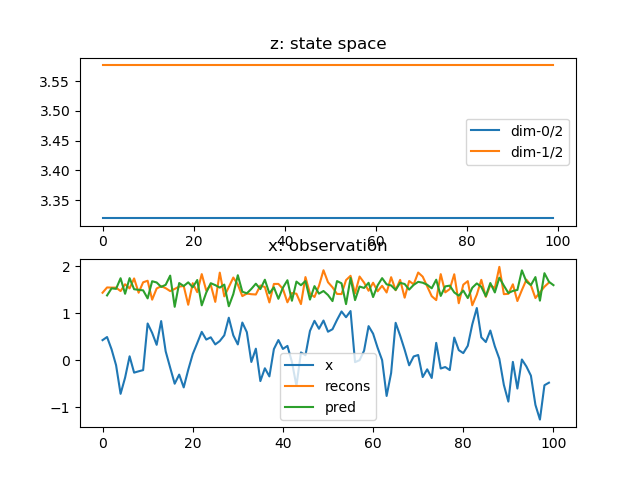 z: state space
3.55
3.50
3.45
3.40
3.35
dim-0/2
dim-1/2
0 20 40 60 80 100
x: observation
2
1
0
−1
x
recons
pred
0 20 40 60 80 100